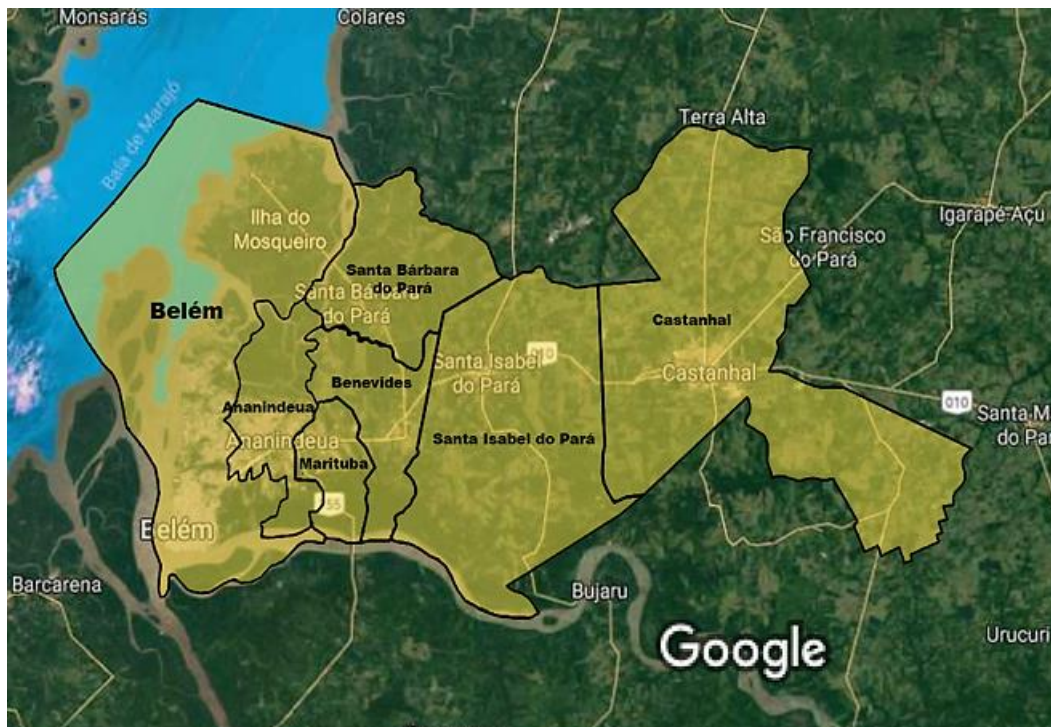 Monsarás
Colares
Baía de Marajó
Terra Alta
Igarapé-Açu
Ilha do
Mosqueiro
São Francisco
do Pará
Santa Bárbara
do Pará
Santa Bárbara
do Pará
Belém
Castanhal
Santa Isabel
do Pará
010
Castanhal
Benevides
Ananindeua
010
Santa M
do Par
Ananindeua
Santa Isabel do Pará
Marituba
55
Belém
Barcarena
Bujaru
Google
Urucuri